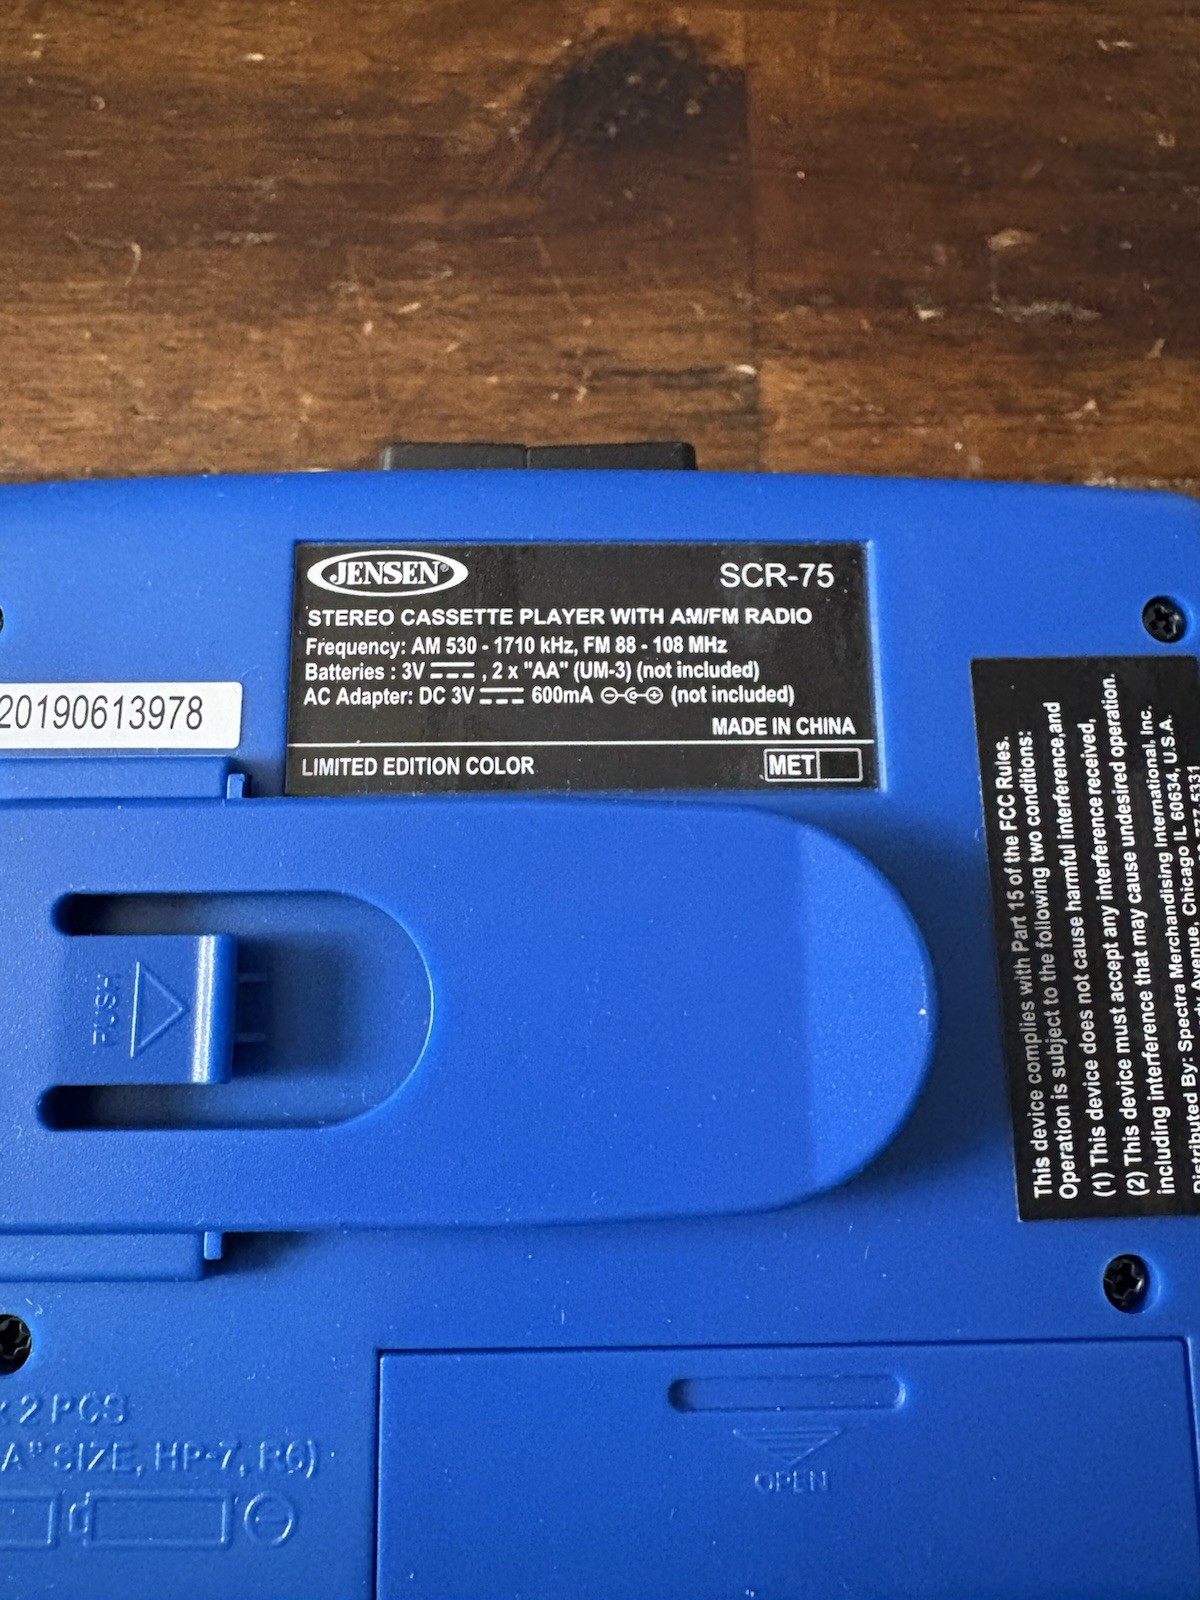 JENSEN®
SCR-75
STEREO CASSETTE PLAYER WITH AM/FM RADIO
Frequency: AM 530 - 1710 kHz, FM 88 - 108 MHz
Batteries : 3V , 2 x "AA" (UM-3) (not included)
AC Adapter: DC 3V 600mA (not included)
MADE IN CHINA
LIMITED EDITION COLOR
MET
20190613978
PUSH
This device complies with Part 15 of the FCC Rules.
Operation is subject to the following two conditions:
(1) This device does not cause harmful interference,and
(2) This device must accept any interference received,
including interference that may cause undesired operation.
Distributed By: Spectra Merchandising International, Inc.
Avenue, Chicago IL 60634, U.S.A.
777 5331
x 2 PCS
A" SIZE, HP-7, R6)
OPEN